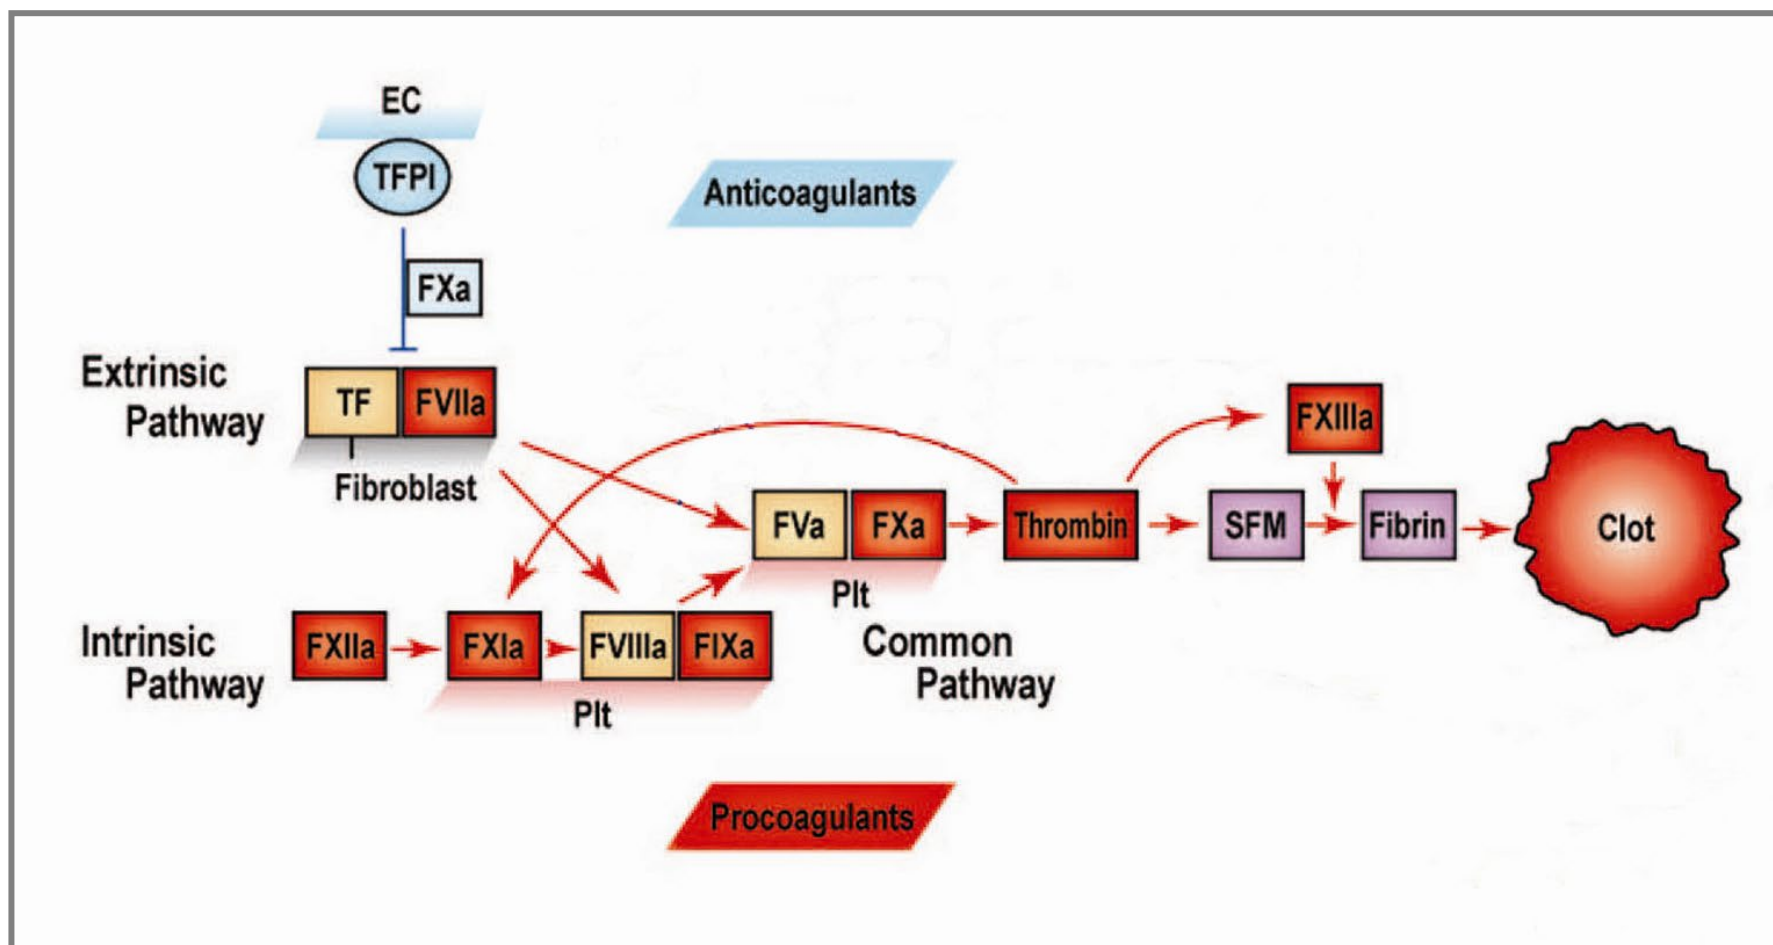 EC
TFPI
Anticoagulants
FXa
Extrinsic
Pathway
TF
FVIIa
Fibroblast
FXIIIa
FVa
FXa
Thrombin
SFM
Fibrin
Clot
Plt
Intrinsic
Pathway
FXIIa
FXIa
FVIIIa
FIXa
Plt
Common
Pathway
Procoagulants